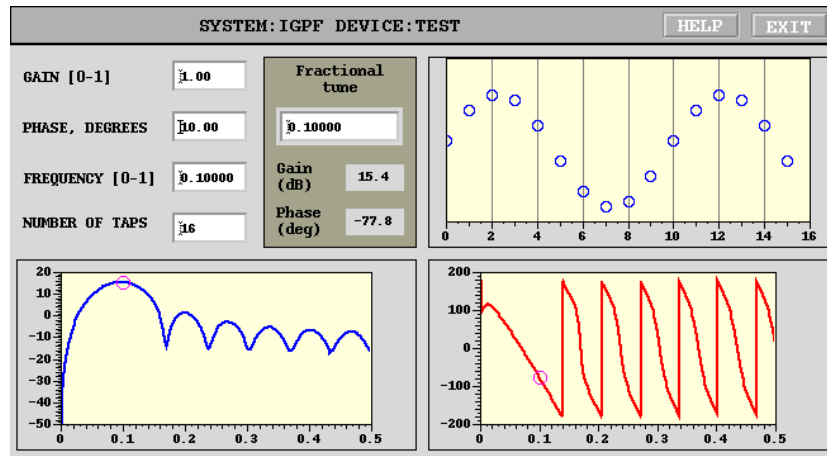 SYSTEM:IGPF DEVICE:TEST HELP EXIT
GAIN [0-1] 1.00
PHASE, DEGREES 10.00
FREQUENCY [0-1] 0.10000
NUMBER OF TAPS 16
Fractional
tune
0.10000
Gain
(dB) 15.4
Phase
(deg) -77.8
0 2 4 6 8 10 12 14 16
20
10
0
-10
-20
-30
-40
-50
0 0.1 0.2 0.3 0.4 0.5
200
100
0
-100
-200
0 0.1 0.2 0.3 0.4 0.5